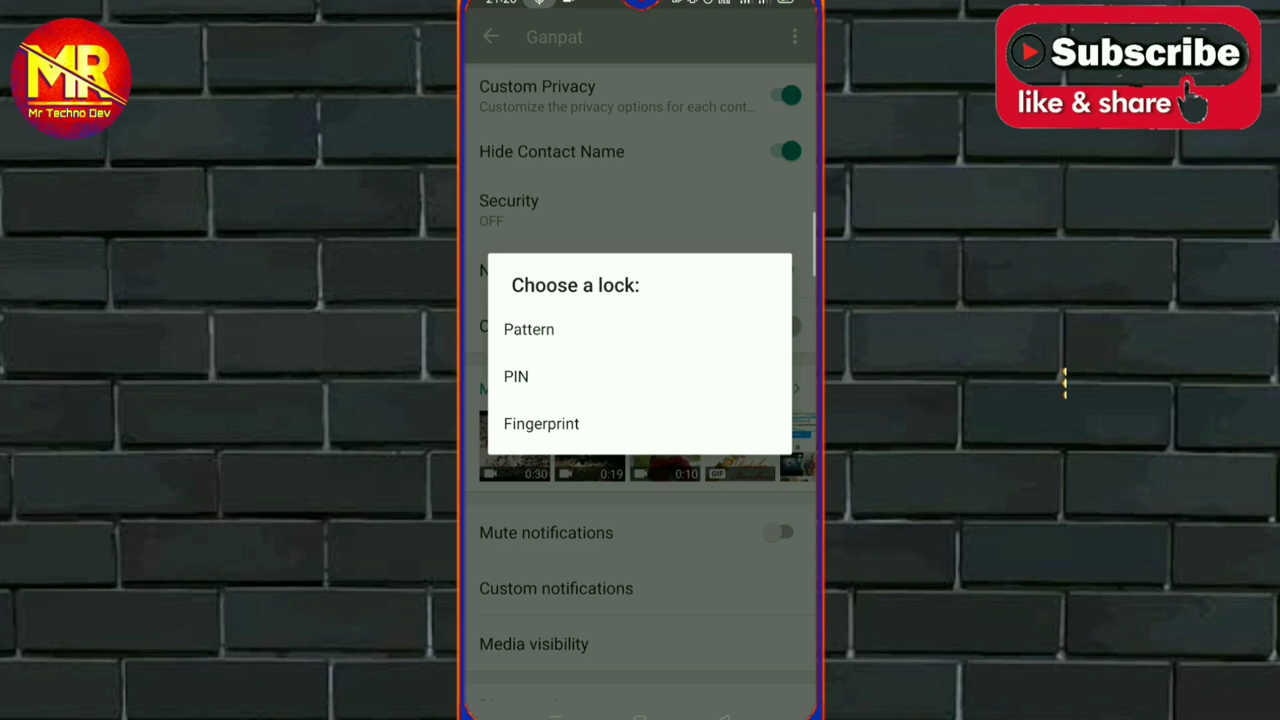 MR
Mr Techno Dev
Subscribe
like & share
Ganpat
Custom Privacy
Customize the privacy options for each cont...
Hide Contact Name
Security
OFF
Choose a lock:
Pattern
PIN
Fingerprint
0:30
0:19
0:10
GIF
Mute notifications
Custom notifications
Media visibility